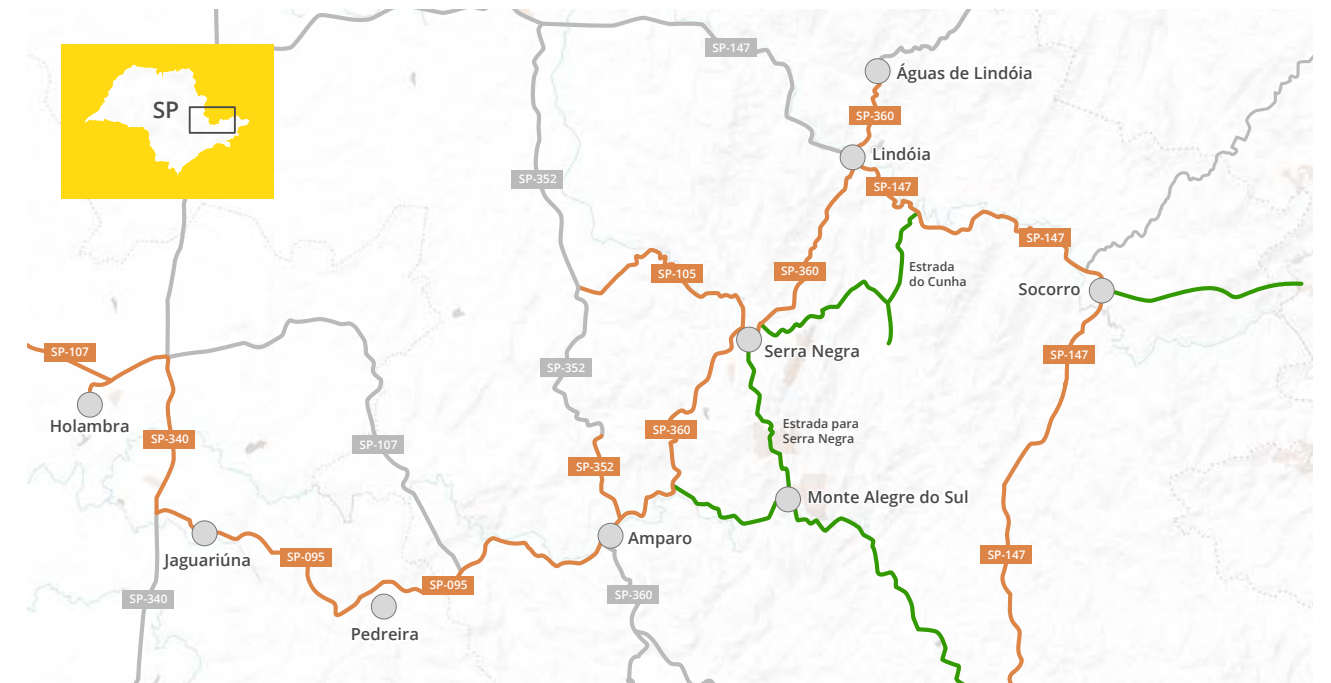 SP-147
Águas de Lindóia
SP
SP-360
Lindóia
SP-352
SP-147
SP-147
SP-105
SP-360
Estrada
do Cunha
Socorro
SP-107
Serra Negra
SP-147
SP-352
Holambra
SP-340
SP-107
SP-360
Estrada para
Serra Negra
SP-352
Monte Alegre do Sul
Amparo
Jaguariúna
SP-095
SP-147
SP-095
SP-340
SP-360
Pedreira